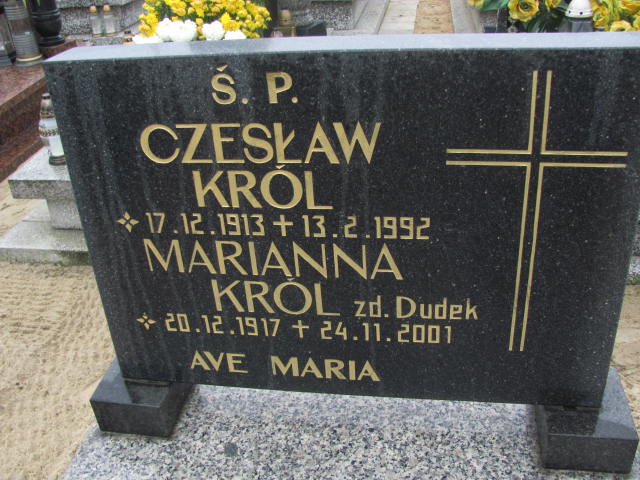 Ś. P.
CZESŁAW
KRÓL
17.12.1913 + 13.2.1992
MARIANNA
KRÓL zd. Dudek
20.12.1917 + 24.11.2001
AVE MARIA